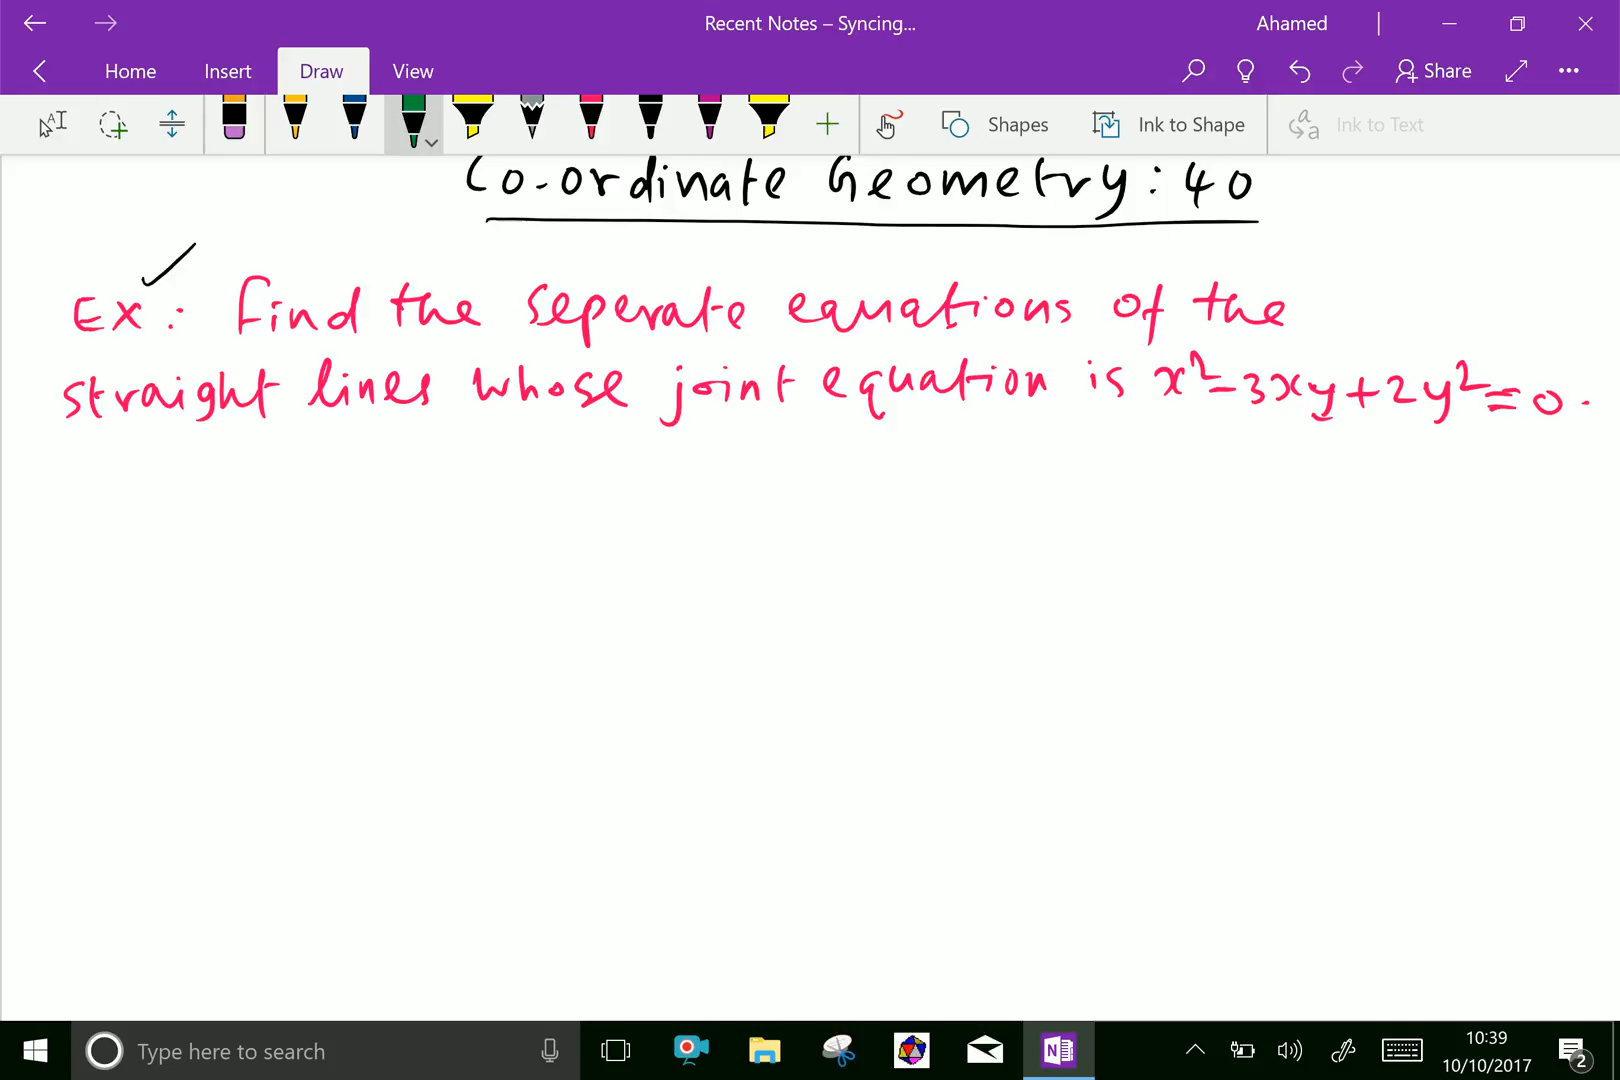 Recent Notes – Syncing...
Ahamed
Home Insert Draw View
Share
Shapes Ink to Shape Ink to Text
Co-ordinate Geometry: 40
Ex: Find the seperate equations of the
straight lines whose joint equation is x²-3xy+2y²=0.
Type here to search
10:39
10/10/2017
2